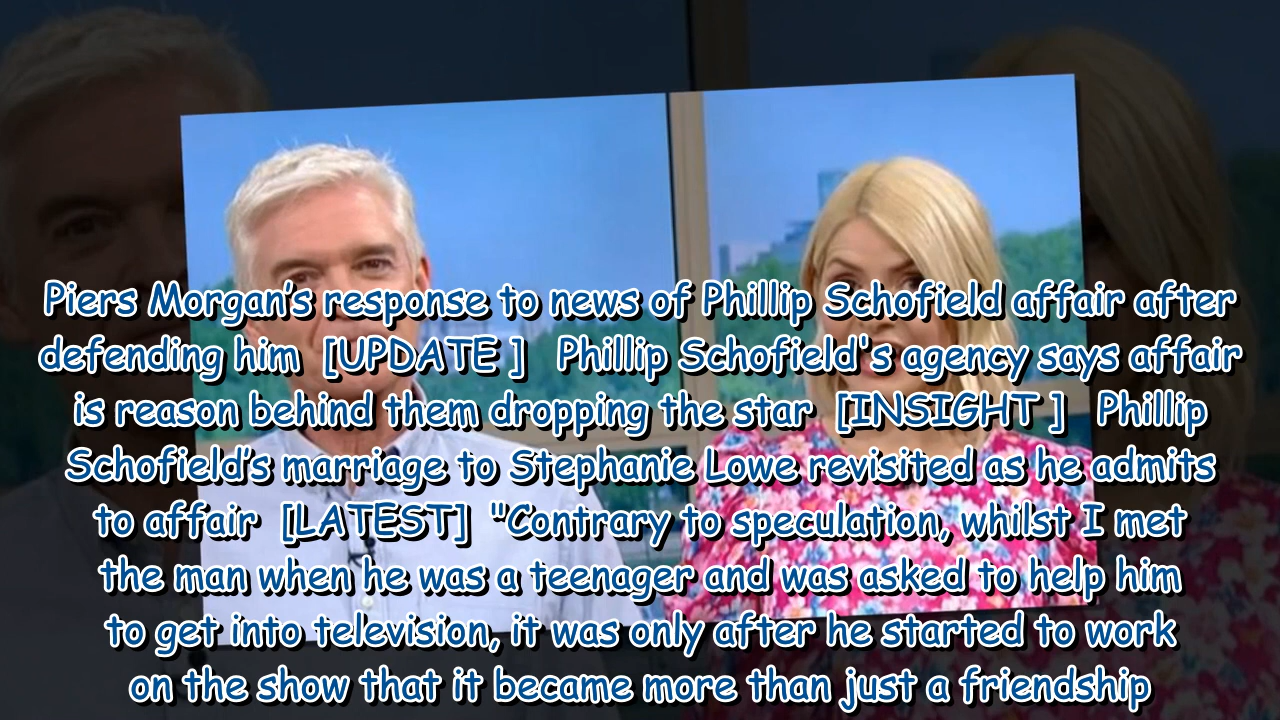 Piers Morgan's response to news of Phillip Schofield affair after
defending him [UPDATE ] Phillip Schofield's agency says affair
is reason behind them dropping the star [INSIGHT ] Phillip
Schofield's marriage to Stephanie Lowe revisited as he admits
to affair [LATEST] "Contrary to speculation, whilst I met
the man when he was a teenager and was asked to help him
to get into television, it was only after he started to work
on the show that it became more than just a friendship